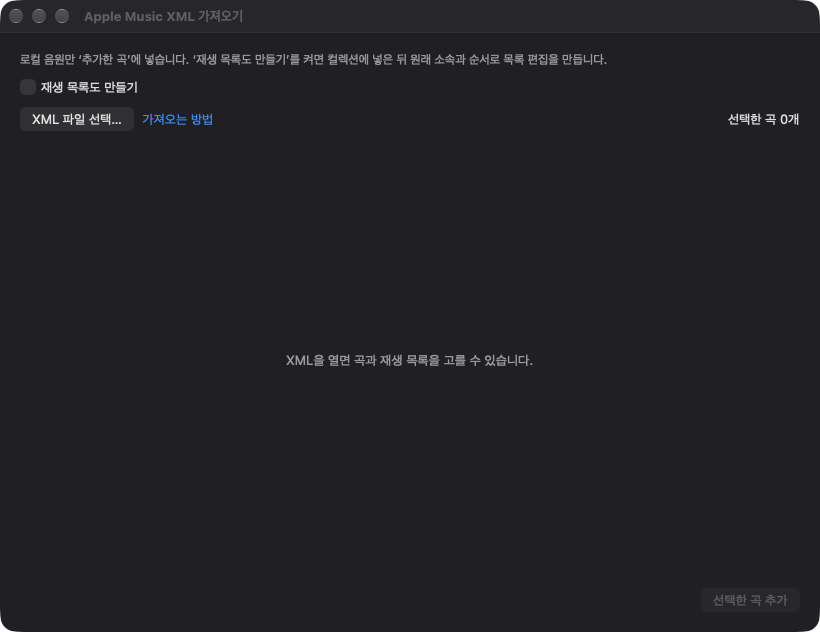 Apple Music XML 가져오기
로컬 음원만 ‘추가한 곡’에 넣습니다. ‘재생 목록도 만들기’를 켜면 컬렉션에 넣은 뒤 원래 소속과 순서로 목록 편집을 만듭니다.
재생 목록도 만들기
XML 파일 선택... 가져오는 방법 선택한 곡 0개
XML을 열면 곡과 재생 목록을 고를 수 있습니다.
선택한 곡 추가